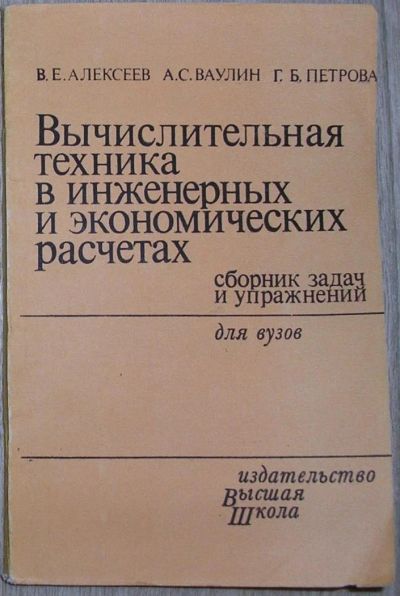 В. Е. АЛЕКСЕЕВ А. С. ВАУЛИН Г. Б. ПЕТРОВА
Вычислительная
техника
в инженерных
и экономических
расчетах
сборник задач
и упражнений
для вузов
издательство
Высшая
Школа